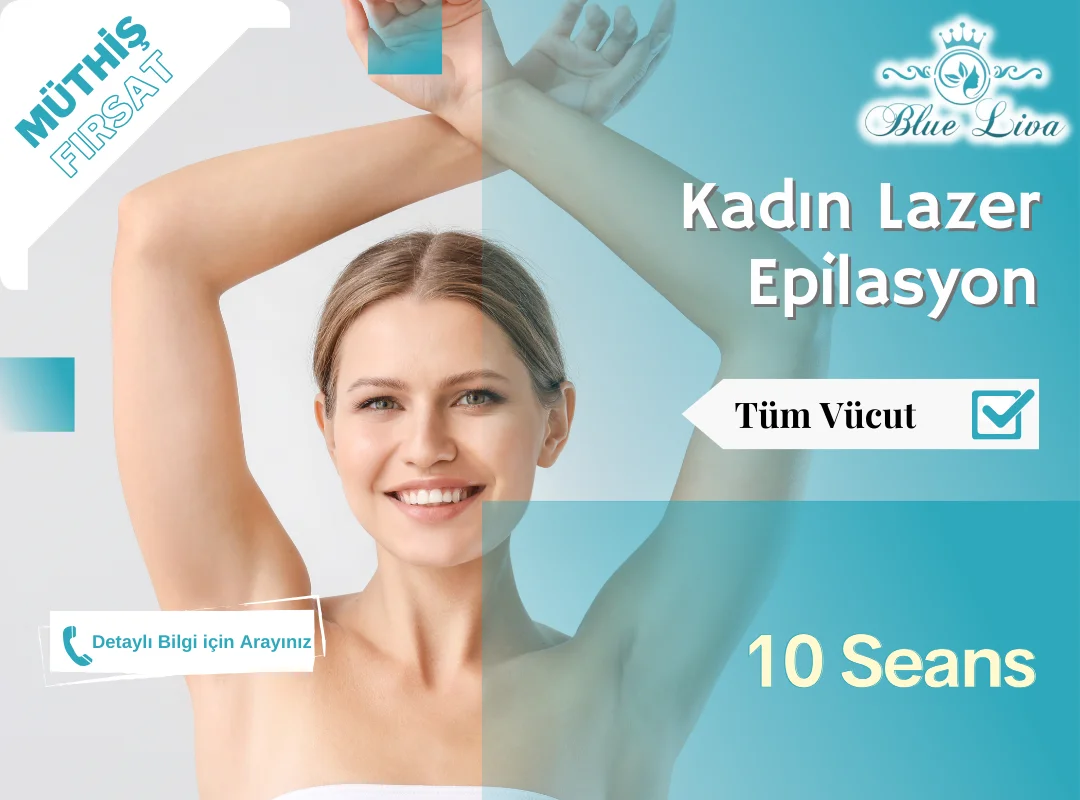 MÜTHİŞ
FIRSAT
Blue Liva
Kadın Lazer
Epilasyon
Tüm Vücut
Detaylı Bilgi için Arayınız
10 Seans